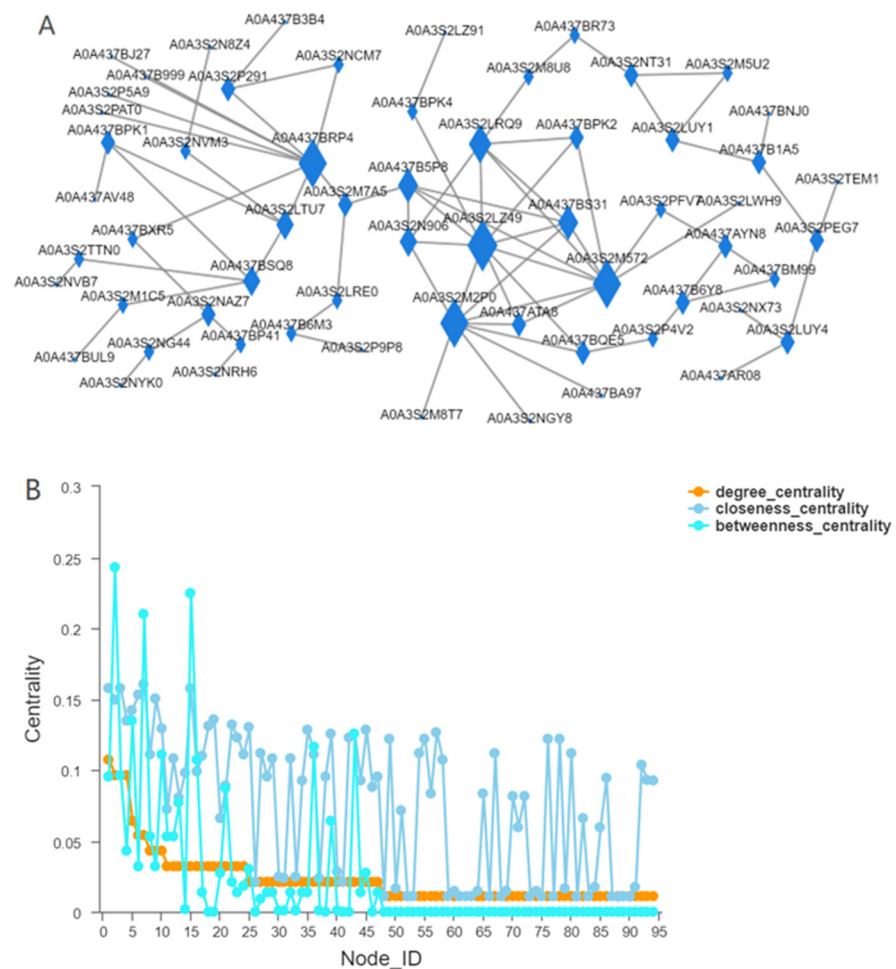 A
A0A437B3B4
A0A3S2LZ91
A0A437BR73
A0A437BJ27
A0A3S2N8Z4
A0A3S2NCM7
A0A3S2NT31
A0A3S2M5U2
A0A437B999
A0A3S2P291
A0A3S2M8U8
A0A3S2P5A9
A0A3S2PAT0
A0A437BPK4
A0A437BNJ0
A0A437BPK1
A0A3S2NVM3
A0A437BRP4
A0A3S2LRQ9
A0A437BPK2
A0A3S2LUY1
A0A437B1A5
A0A437B5P8
A0A3S2TEM1
A0A437AV48
A0A3S2M7A5
A0A437BS31
A0A3S2PFV7
A0A3S2LWH9
A0A3S2LTU7
A0A3S2LZ49
A0A3S2N906
A0A437BXR5
A0A437AYN8
A0A3S2PEG7
A0A3S2TTN0
A0A437BSQ8
A0A3S2M572
A0A437BM99
A0A3S2NVB7
A0A3S2M1C5
A0A3S2NAZ7
A0A3S2LRE0
A0A3S2M2P0
A0A437ATA8
A0A437B6Y8
A0A3S2NX73
A0A437BUL9
A0A3S2NG44
A0A437BP41
A0A437B6M3
A0A3S2P9P8
A0A437BQE5
A0A3S2P4V2
A0A3S2LUY4
A0A3S2NYK0
A0A3S2NRH6
A0A437BA97
A0A437AR08
A0A3S2M8T7
A0A3S2NGY8
B
0.3
0.25
0.2
0.15
0.1
0.05
0
Centrality
degree_centrality
closeness_centrality
betweenness_centrality
0 5 10 15 20 25 30 35 40 45 50 55 60 65 70 75 80 85 90 95
Node_ID